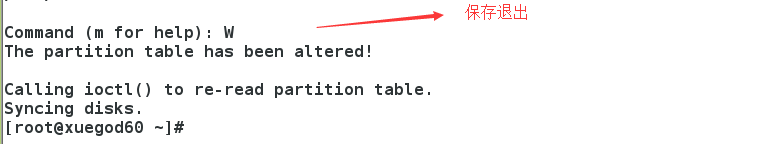 Command (m for help): W
保存退出
The partition table has been altered!
Calling ioctl() to re-read partition table.
Syncing disks.
[root@xuegod60 ~]#